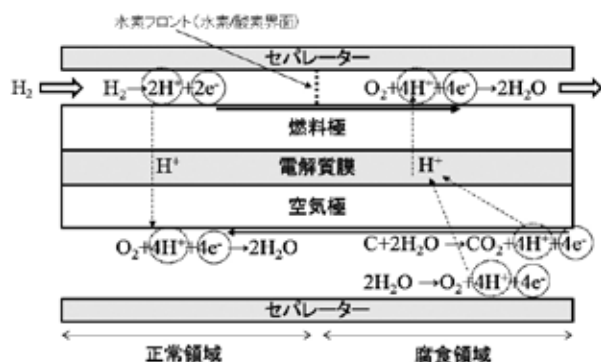 水素フロント(水素/酸素界面)
セパレーター
H₂
H₂→2H⁺+2e⁻
O₂+4H⁺+4e⁻→2H₂O
燃料極
H⁺
電解質膜
H⁺
空気極
O₂+4H⁺+4e⁻→2H₂O
C+2H₂O→CO₂+4H⁺+4e⁻
2H₂O→O₂+4H⁺+4e⁻
セパレーター
正常領域
腐食領域